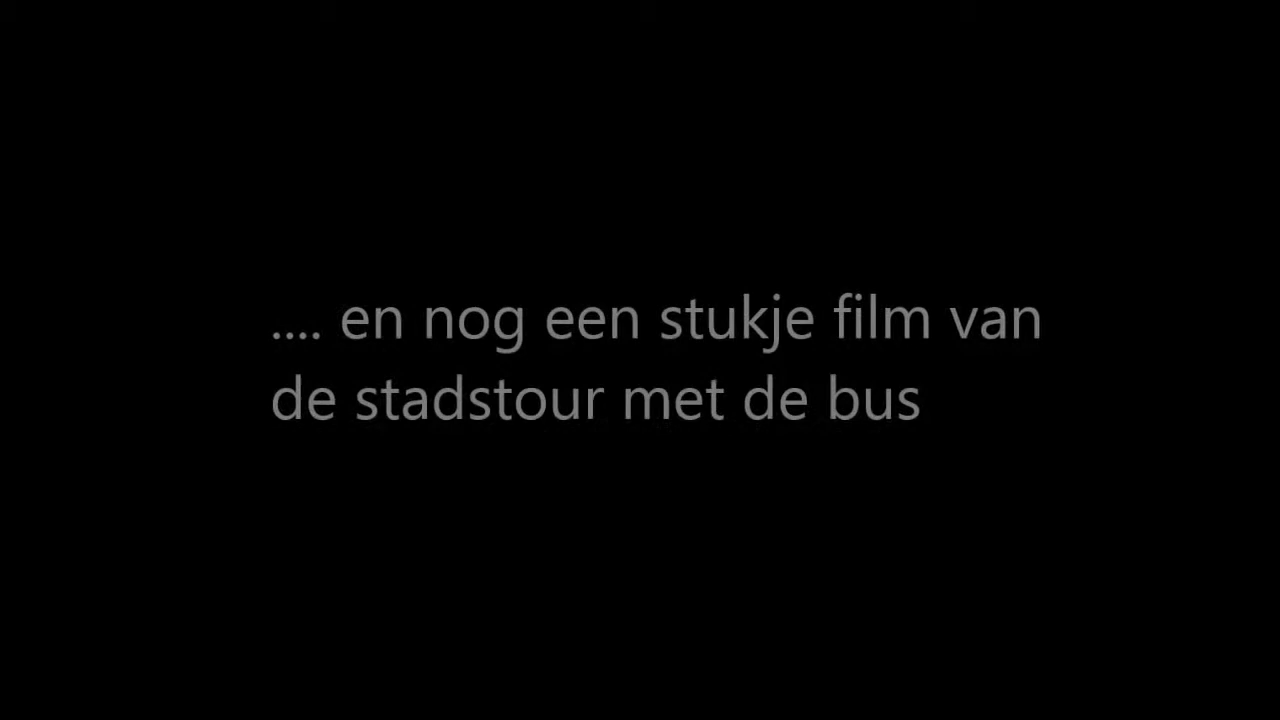 .... en nog een stukje film van
de stadstour met de bus